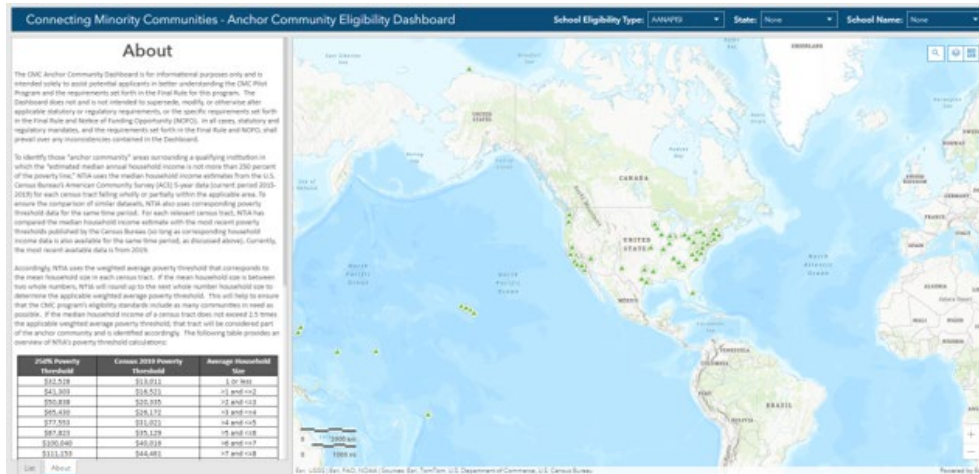 Connecting Minority Communities - Anchor Community Eligibility Dashboard
School Eligibility Type: AANAPISI
State: None
School Name: None
About
The CMC Anchor Community Dashboard is for informational purposes only and is
intended solely to assist potential applicants in better understanding the CMC Pilot
Program and the requirements set forth in the Final Rule for this program. The
Dashboard does not and is not intended to supersede, modify, or otherwise alter
applicable statutory or regulatory requirements, or the specific requirements set forth
in the Final Rule and Notice of Funding Opportunity (NOFO). In all cases, statutory and
regulatory mandates, and the requirements set forth in the Final Rule and NOFO, shall
prevail over any inconsistencies contained in the Dashboard.
To identify those "anchor community" areas surrounding a qualifying institution in
which the "estimated median annual household income is not more than 250 percent
of the poverty line," NTIA uses the median household income estimates from the U.S.
Census Bureau's American Community Survey (ACS) 5-year data (current period 2015-
2019) for each census tract falling wholly or partially within the applicable area. To
ensure the comparison of similar datasets, NTIA also uses corresponding poverty
threshold data for the same time period. For each relevant census tract, NTIA has
compared the median household income estimate with the most recent poverty
thresholds published by the Census Bureau (so long as corresponding household
income data is also available for the same time period, as discussed above). Currently,
the most recent available data is from 2019.
Accordingly, NTIA uses the weighted average poverty threshold that corresponds to
the mean household size in each census tract. If the mean household size is between
two whole numbers, NTIA will round up to the next whole number household size to
determine the applicable weighted average poverty threshold. This will help to ensure
that the CMC program's eligibility standards include as many communities in need as
possible. If the median household income of a census tract does not exceed 2.5 times
the applicable weighted average poverty threshold, that tract will be considered part
of the anchor community and is identified accordingly. The following table provides an
overview of NTIA's poverty threshold calculations:
250% Poverty Threshold Census 2019 Poverty Threshold Average Household Size
$32,528 $13,011 1 or less
$41,303 $16,521 >1 and <=2
$50,838 $20,335 >2 and <=3
$65,430 $26,172 >3 and <=4
$77,553 $31,021 >4 and <=5
$87,823 $35,129 >5 and <=6
$100,040 $40,016 >6 and <=7
$111,153 $44,461 >7 and <=8
List About
GREENLAND
UNITED STATES
CANADA
UNITED STATES
MÉXICO
North Pacific Ocean
North Pacific Ocean
North Atlantic Ocean
NORWAY
FRANCE
SPAIN
ALGERIA
MALI
NIGER
VENEZUELA
PERU
BRAZIL
BOLIVIA
0 2000 km
0 1000 mi
Esri, USGS | Esri, FAO, NOAA | Sources: Esri, TomTom, U.S. Department of Commerce, U.S. Census Bureau